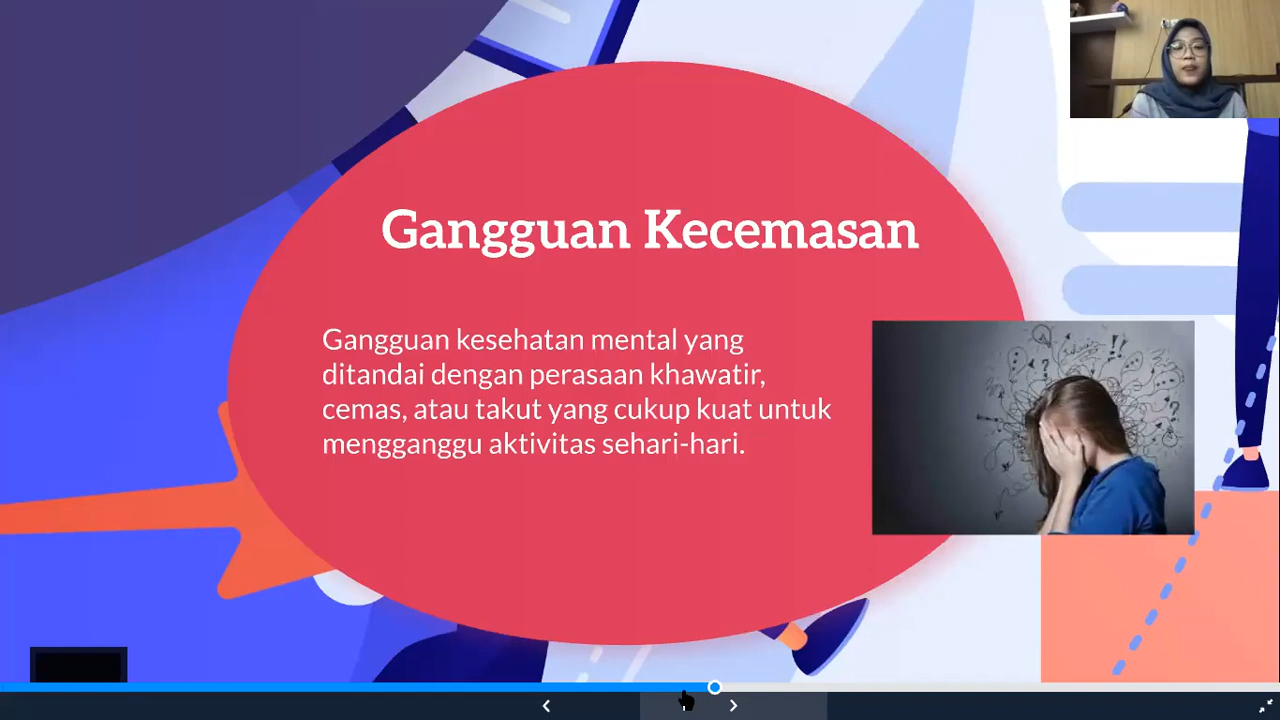 Gangguan Kecemasan
Gangguan kesehatan mental yang
ditandai dengan perasaan khawatir,
cemas, atau takut yang cukup kuat untuk
mengganggu aktivitas sehari-hari.